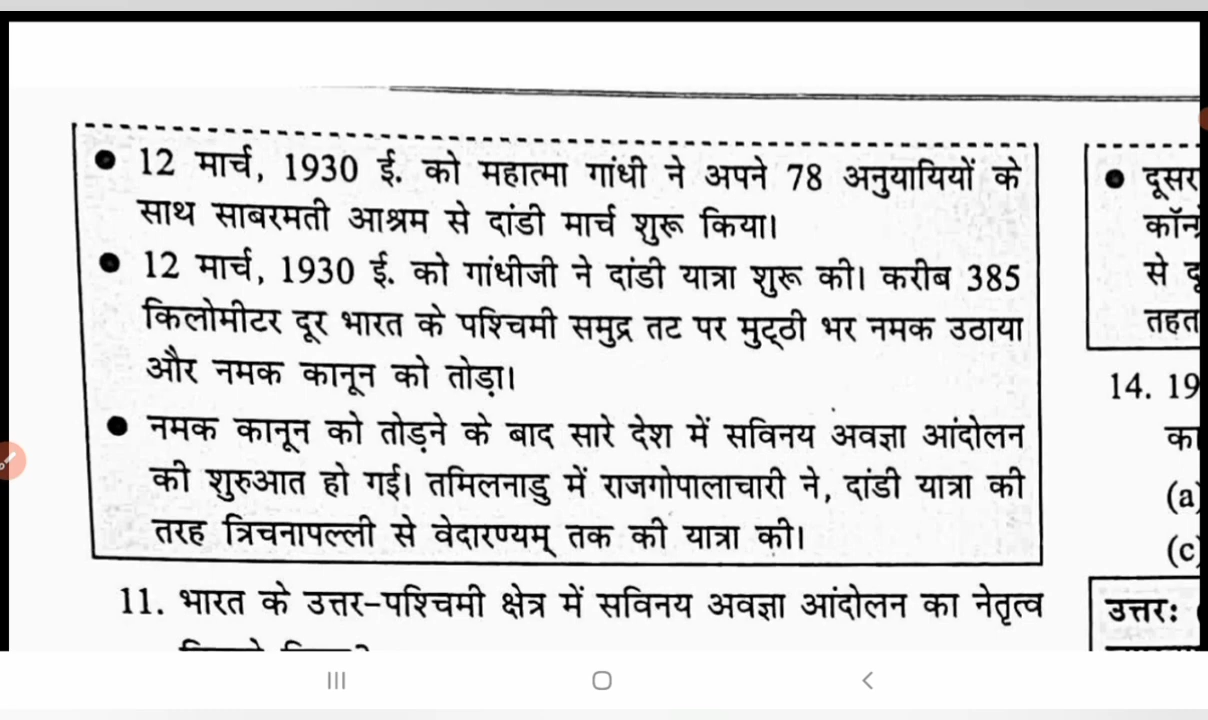 ● 12 मार्च, 1930 ई. को महात्मा गांधी ने अपने 78 अनुयायियों के
साथ साबरमती आश्रम से दांडी मार्च शुरू किया।
● 12 मार्च, 1930 ई. को गांधीजी ने दांडी यात्रा शुरू की। करीब 385
किलोमीटर दूर भारत के पश्चिमी समुद्र तट पर मुट्ठी भर नमक उठाया
और नमक कानून को तोड़ा।
● नमक कानून को तोड़ने के बाद सारे देश में सविनय अवज्ञा आंदोलन
की शुरुआत हो गई। तमिलनाडु में राजगोपालाचारी ने, दांडी यात्रा की
तरह त्रिचनापल्ली से वेदारण्यम् तक की यात्रा की।
11. भारत के उत्तर-पश्चिमी क्षेत्र में सविनय अवज्ञा आंदोलन का नेतृत्व
● दूसर
से दू
तहत
14. 19
का
(a)
(c)
उत्तर: